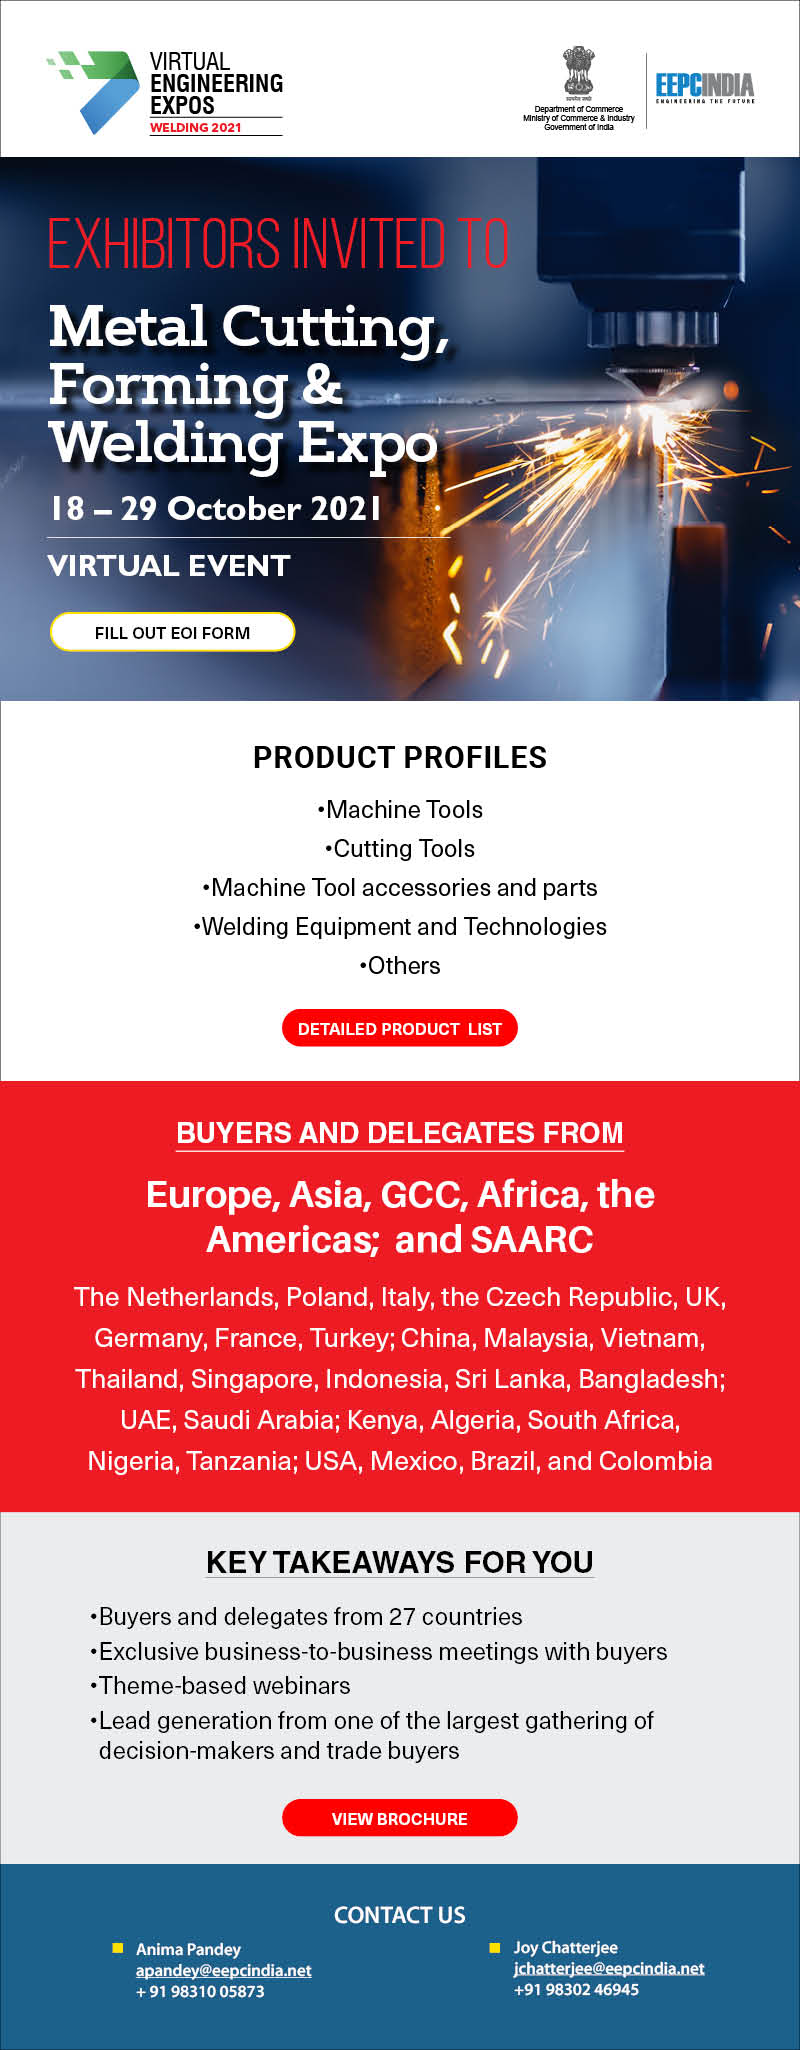 VIRTUAL
ENGINEERING
EXPOS
WELDING 2021
सत्यमेव जयते
Department of Commerce
Ministry of Commerce & Industry
Government of India
EEPCINDIA
ENGINEERING THE FUTURE
EXHIBITORS INVITED TO
Metal Cutting,
Forming &
Welding Expo
18 – 29 October 2021
VIRTUAL EVENT
FILL OUT EOI FORM
PRODUCT PROFILES
•Machine Tools
•Cutting Tools
•Machine Tool accessories and parts
•Welding Equipment and Technologies
•Others
DETAILED PRODUCT LIST
BUYERS AND DELEGATES FROM
Europe, Asia, GCC, Africa, the
Americas; and SAARC
The Netherlands, Poland, Italy, the Czech Republic, UK,
Germany, France, Turkey; China, Malaysia, Vietnam,
Thailand, Singapore, Indonesia, Sri Lanka, Bangladesh;
UAE, Saudi Arabia; Kenya, Algeria, South Africa,
Nigeria, Tanzania; USA, Mexico, Brazil, and Colombia
KEY TAKEAWAYS FOR YOU
•Buyers and delegates from 27 countries
•Exclusive business-to-business meetings with buyers
•Theme-based webinars
•Lead generation from one of the largest gathering of
decision-makers and trade buyers
VIEW BROCHURE
CONTACT US
Anima Pandey
apandey@eepcindia.net
+ 91 98310 05873
Joy Chatterjee
jchatterjee@eepcindia.net
+91 98302 46945